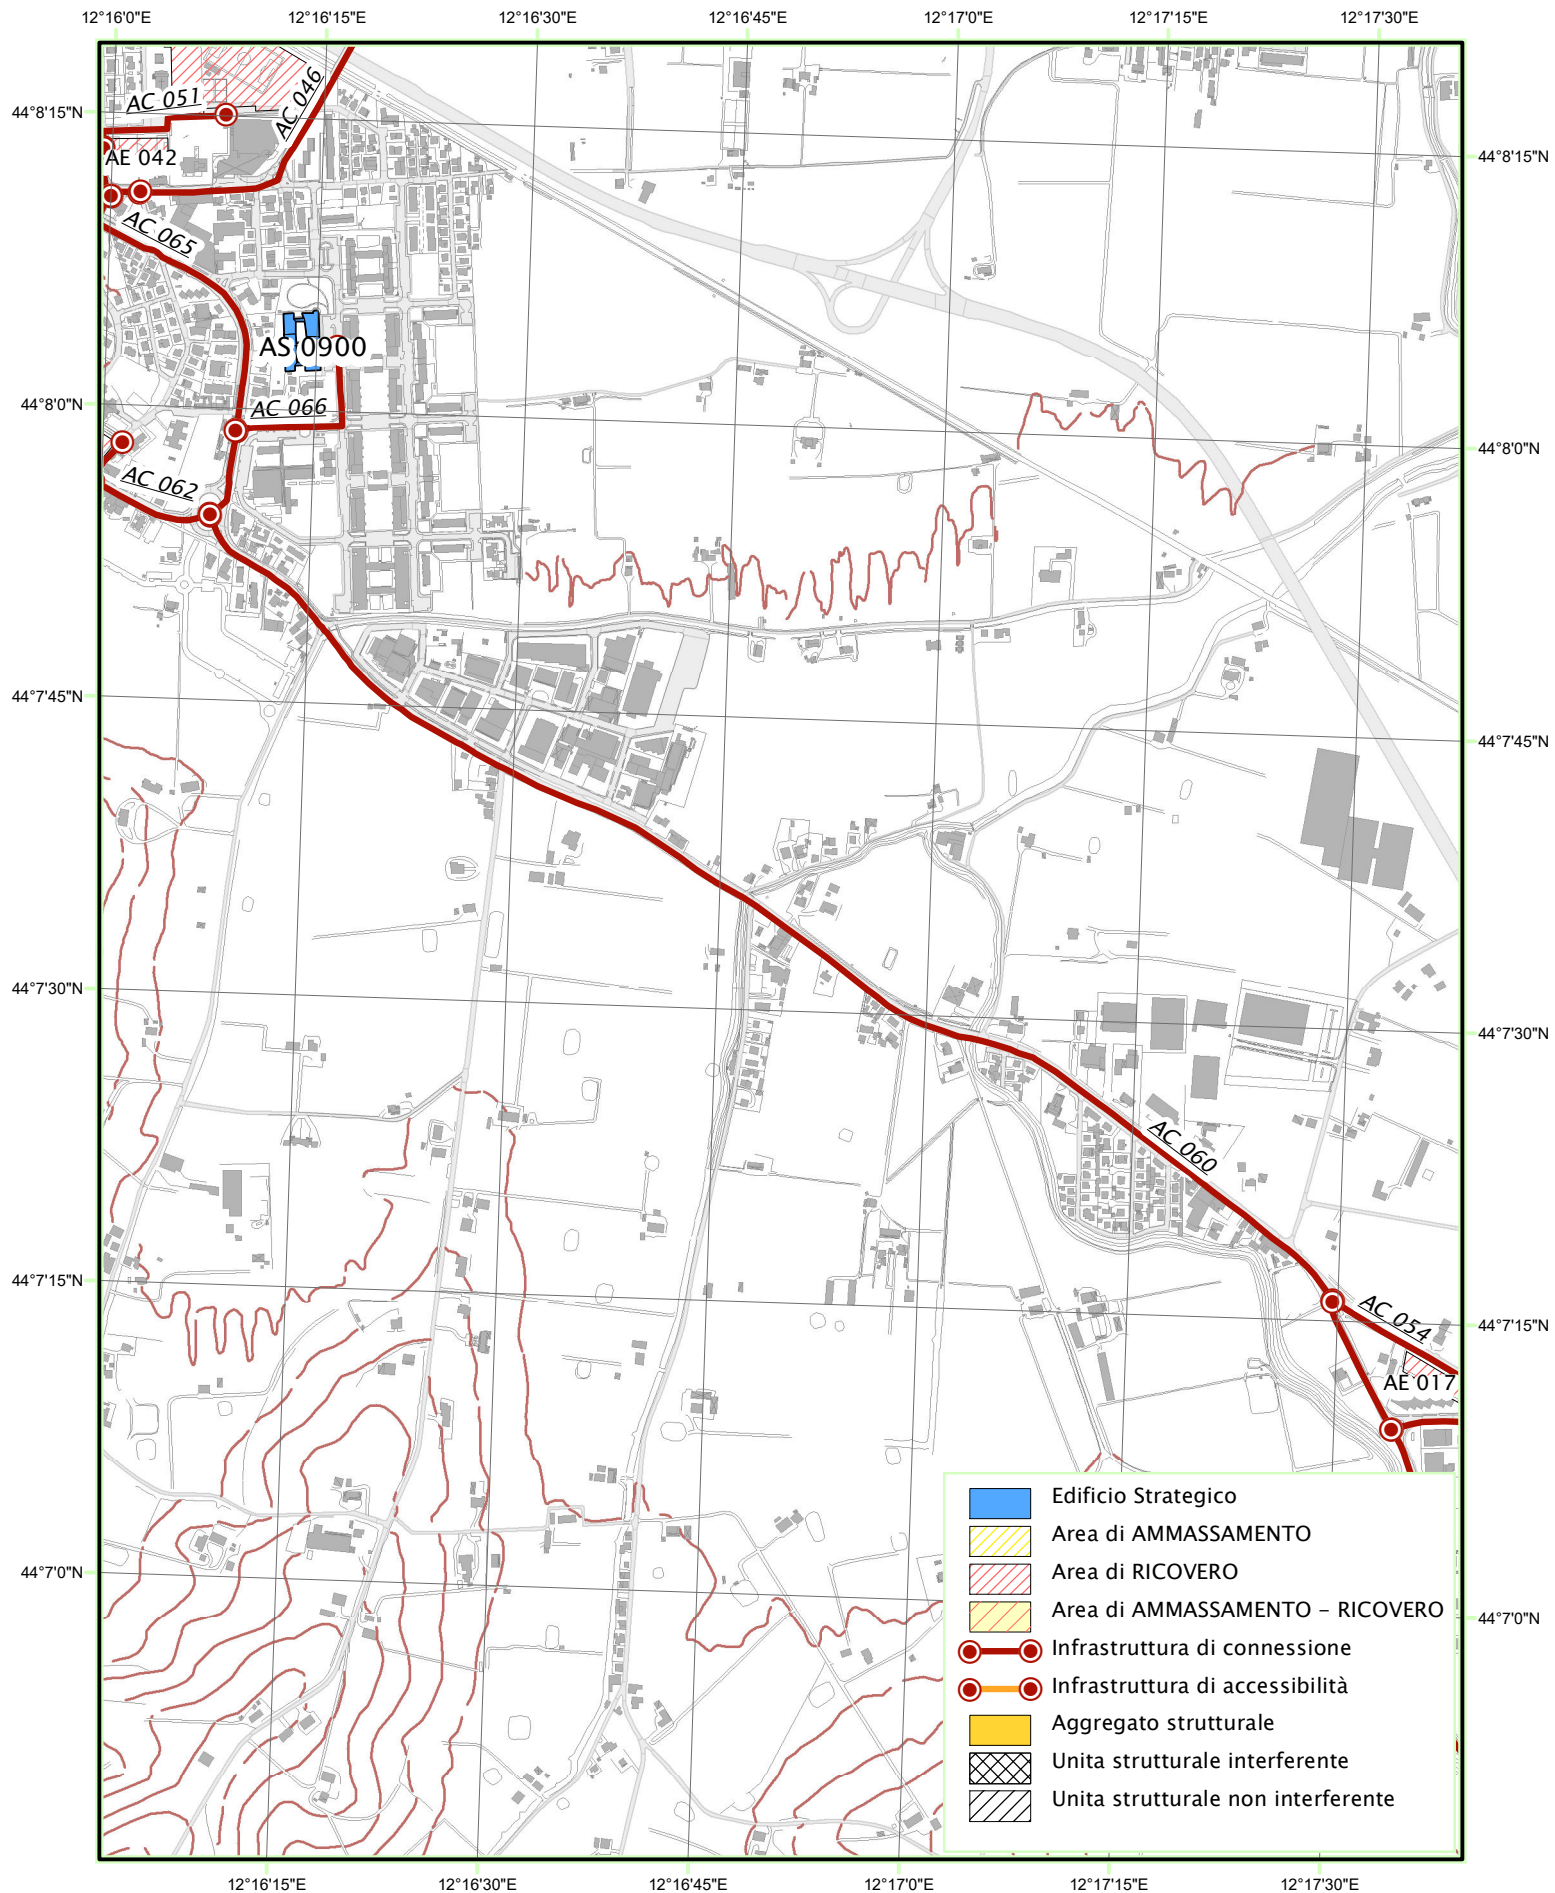 12°16'0"E
12°16'15"E
12°16'30"E
12°16'45"E
12°17'0"E
12°17'15"E
12°17'30"E
44°8'15"N
44°8'15"N
AC 051
AC 046
AE 042
AC 065
AS 0900
AC 066
44°8'0"N
44°8'0"N
AC 062
44°7'45"N
44°7'45"N
44°7'30"N
44°7'30"N
AC 060
44°7'15"N
44°7'15"N
AC 054
AE 017
44°7'0"N
44°7'0"N
Edificio Strategico
Area di AMMASSAMENTO
Area di RICOVERO
Area di AMMASSAMENTO – RICOVERO
Infrastruttura di connessione
Infrastruttura di accessibilità
Aggregato strutturale
Unita strutturale interferente
Unita strutturale non interferente
12°16'15"E
12°16'30"E
12°16'45"E
12°17'0"E
12°17'15"E
12°17'30"E